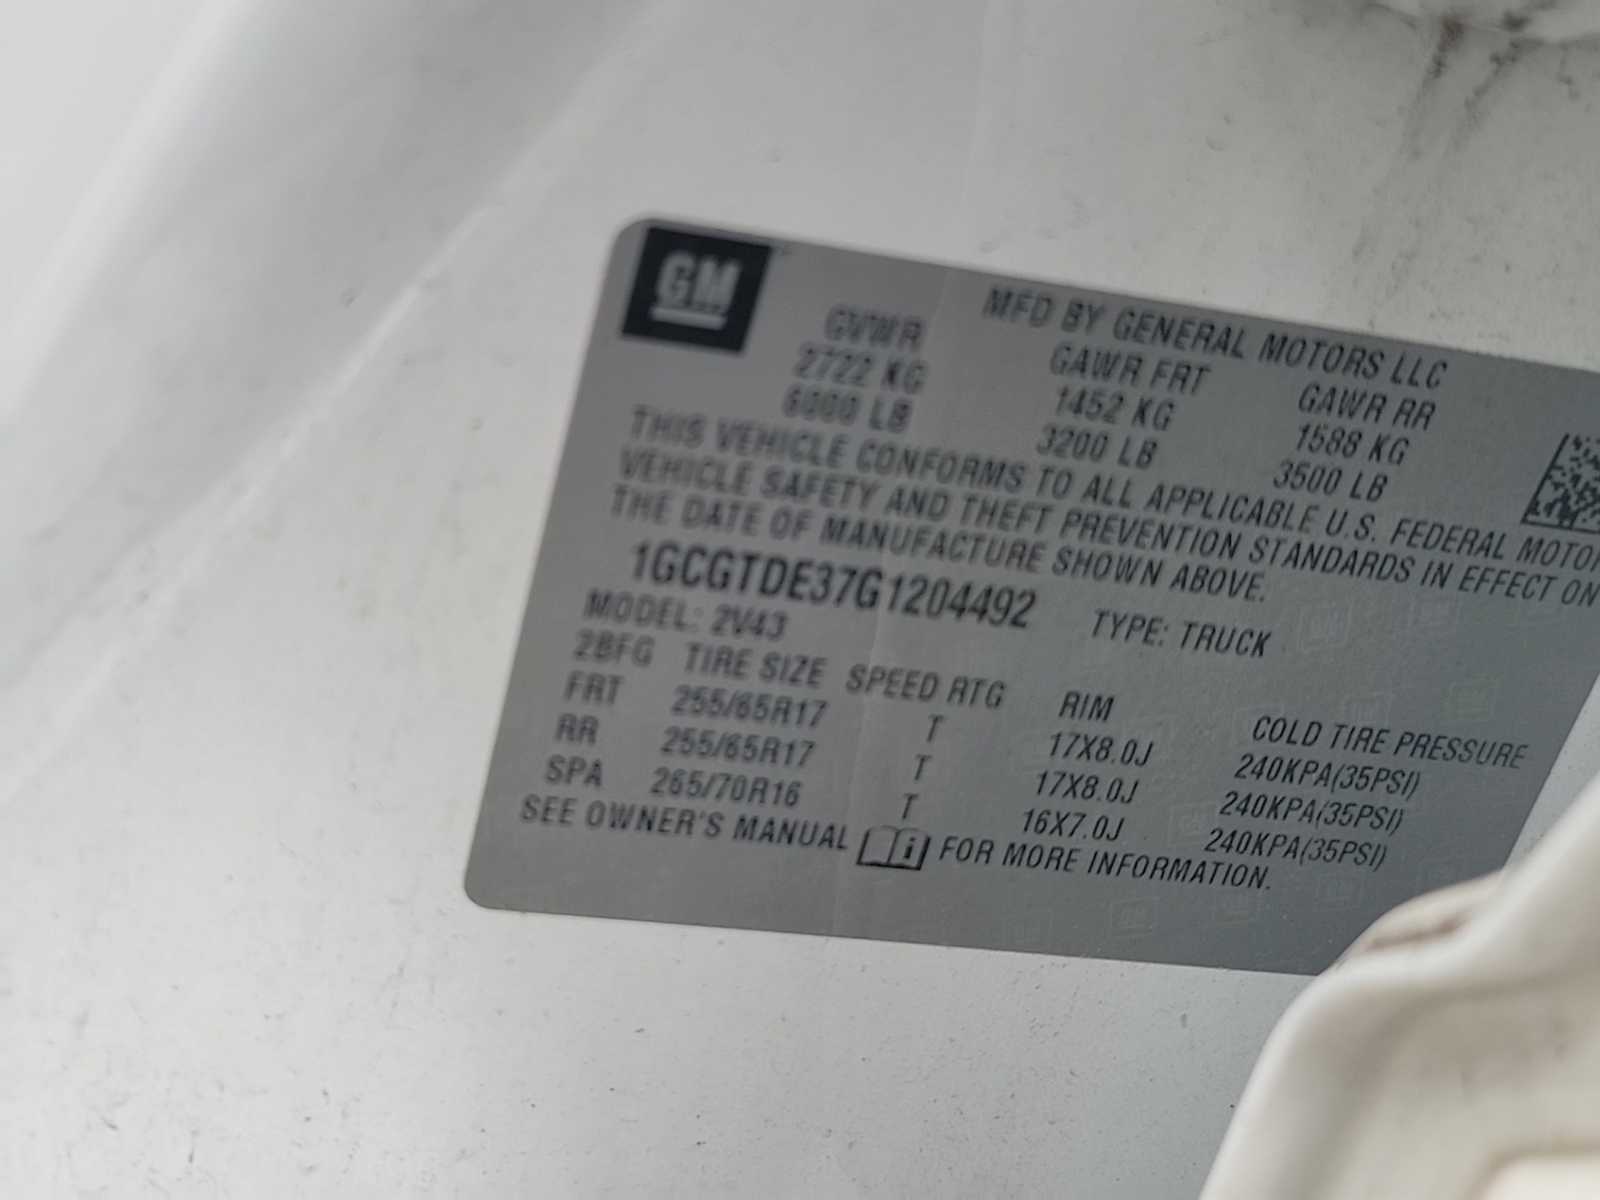 GM
MFD BY GENERAL MOTORS LLC
GVWR GAWR FRT GAWR RR
2722 KG 1452 KG 1588 KG
6000 LB 3200 LB 3500 LB
THIS VEHICLE CONFORMS TO ALL APPLICABLE U.S. FEDERAL MOTOR
VEHICLE SAFETY AND THEFT PREVENTION STANDARDS IN EFFECT ON
THE DATE OF MANUFACTURE SHOWN ABOVE.
1GCGTDE37G1204492 TYPE: TRUCK
MODEL: 2V43
2BFG TIRE SIZE SPEED RTG RIM COLD TIRE PRESSURE
FRT 255/65R17 T 17X8.0J 240KPA(35PSI)
RR 255/65R17 T 17X8.0J 240KPA(35PSI)
SPA 265/70R16 T 16X7.0J 240KPA(35PSI)
SEE OWNER'S MANUAL FOR MORE INFORMATION.